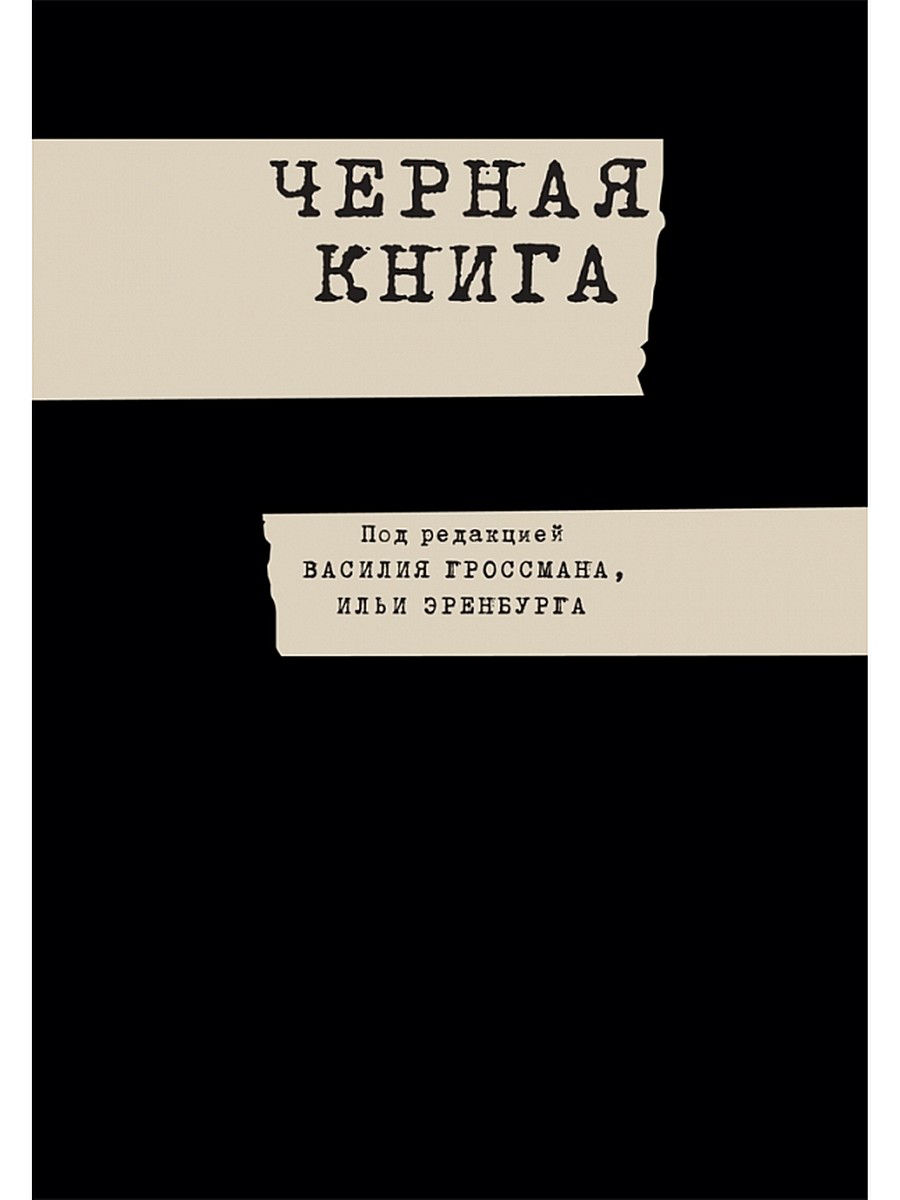 ЧЕРНАЯ
КНИГА
Под редакцией
ВАСИЛИЯ ГРОССМАНА,
ИЛЬИ ЭРЕНБУРГА